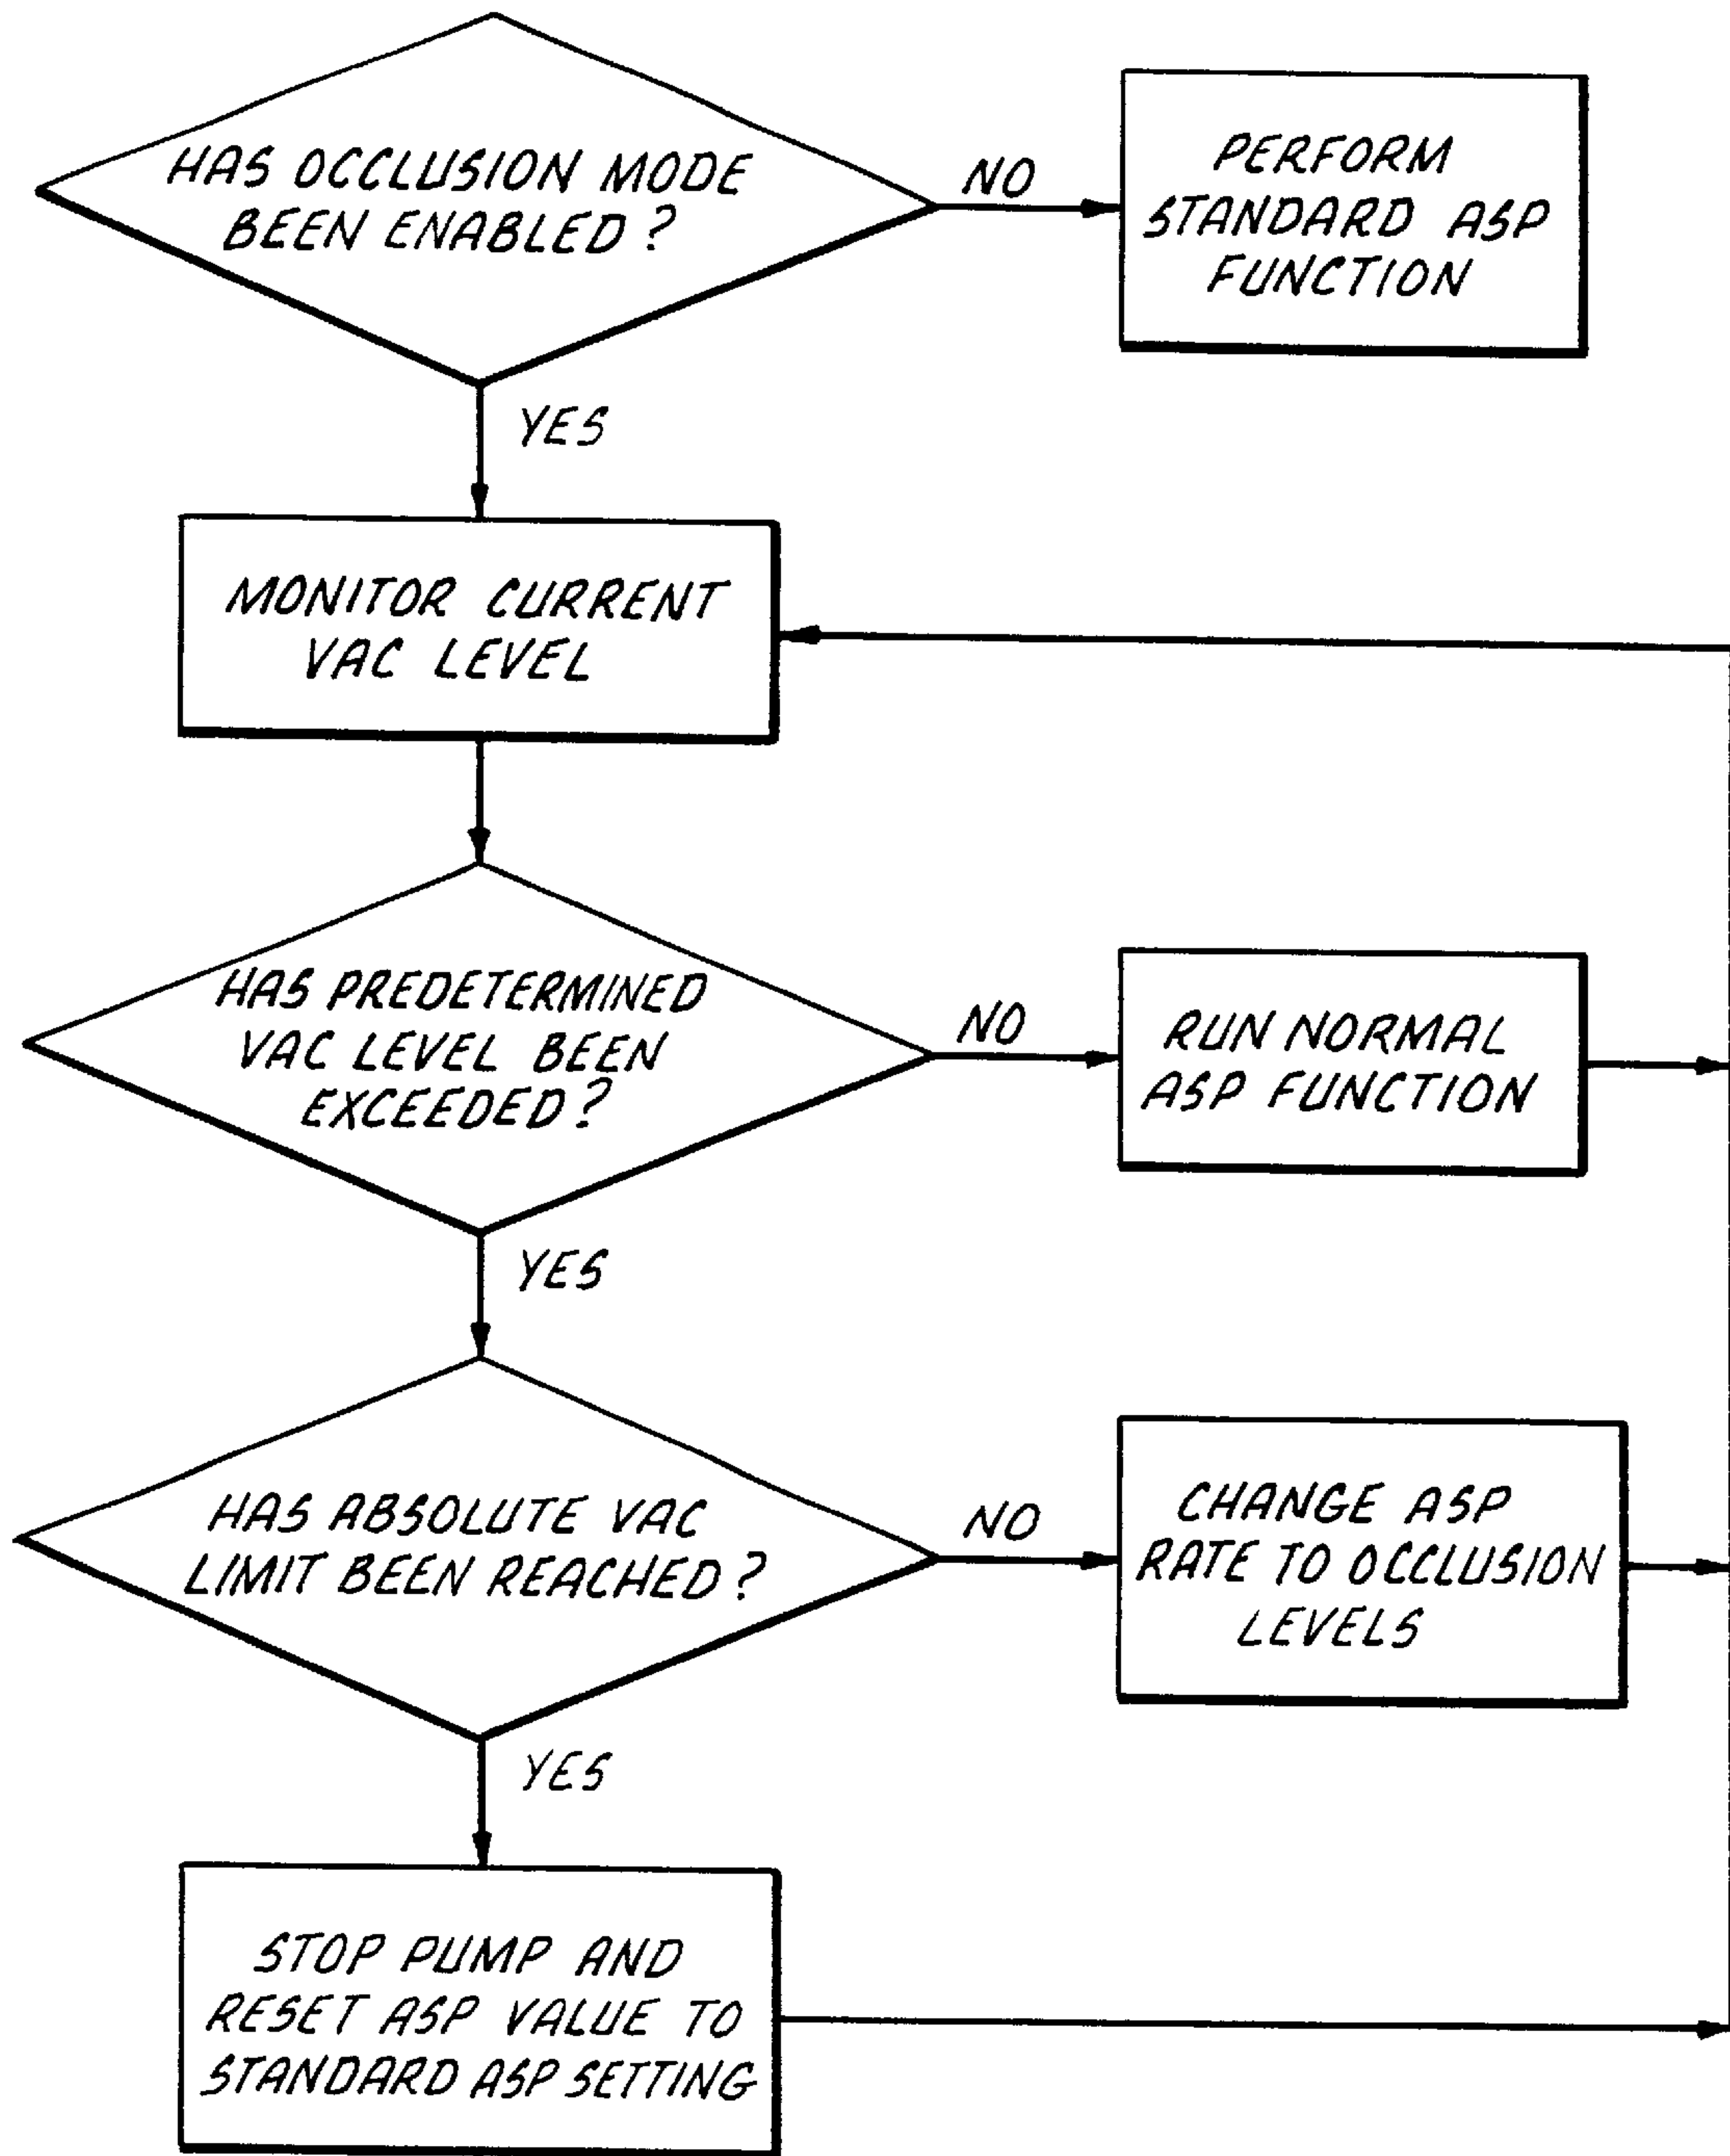 HAS OCCLUSION MODE
BEEN ENABLED?
NO
PERFORM
STANDARD ASP
FUNCTION
YES
MONITOR CURRENT
VAC LEVEL
HAS PREDETERMINED
VAC LEVEL BEEN
EXCEEDED?
NO
RUN NORMAL
ASP FUNCTION
YES
HAS ABSOLUTE VAC
LIMIT BEEN REACHED?
NO
CHANGE ASP
RATE TO OCCLUSION
LEVELS
YES
STOP PUMP AND
RESET ASP VALUE TO
STANDARD ASP SETTING